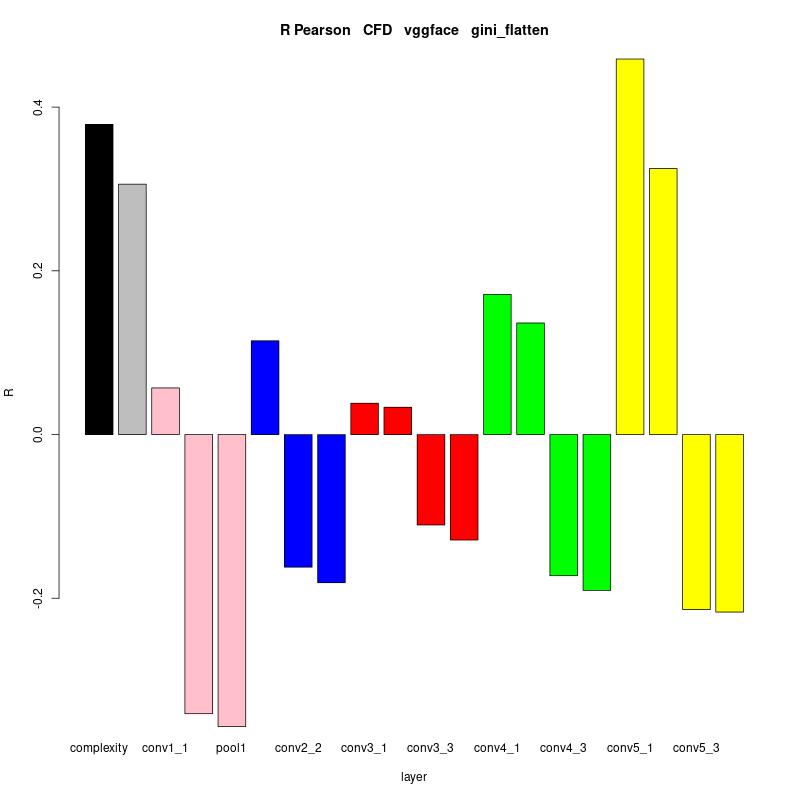 R Pearson CFD vggface gini_flatten
0.4
0.2
0.0
-0.2
R
complexity conv1_1 pool1 conv2_2 conv3_1 conv3_3 conv4_1 conv4_3 conv5_1 conv5_3
layer